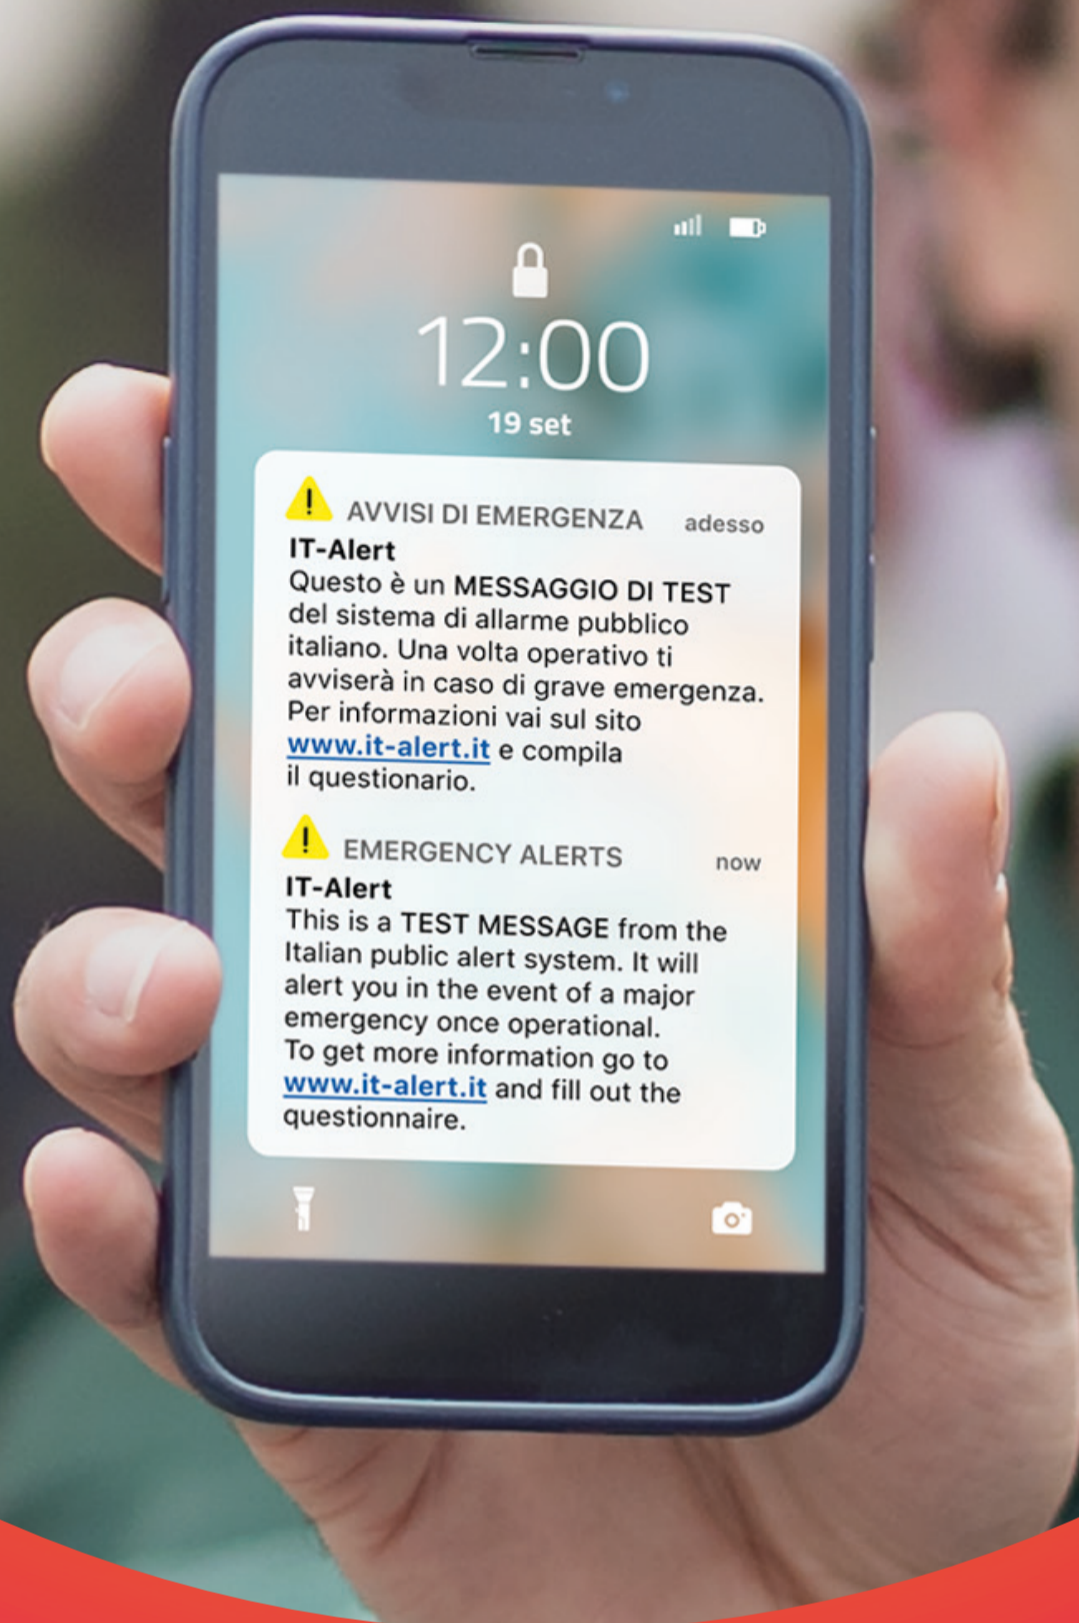 12:00
19 set
AVVISI DI EMERGENZA adesso
IT-Alert
Questo è un MESSAGGIO DI TEST
del sistema di allarme pubblico
italiano. Una volta operativo ti
avviserà in caso di grave emergenza.
Per informazioni vai sul sito
www.it-alert.it e compila
il questionario.
EMERGENCY ALERTS now
IT-Alert
This is a TEST MESSAGE from the
Italian public alert system. It will
alert you in the event of a major
emergency once operational.
To get more information go to
www.it-alert.it and fill out the
questionnaire.